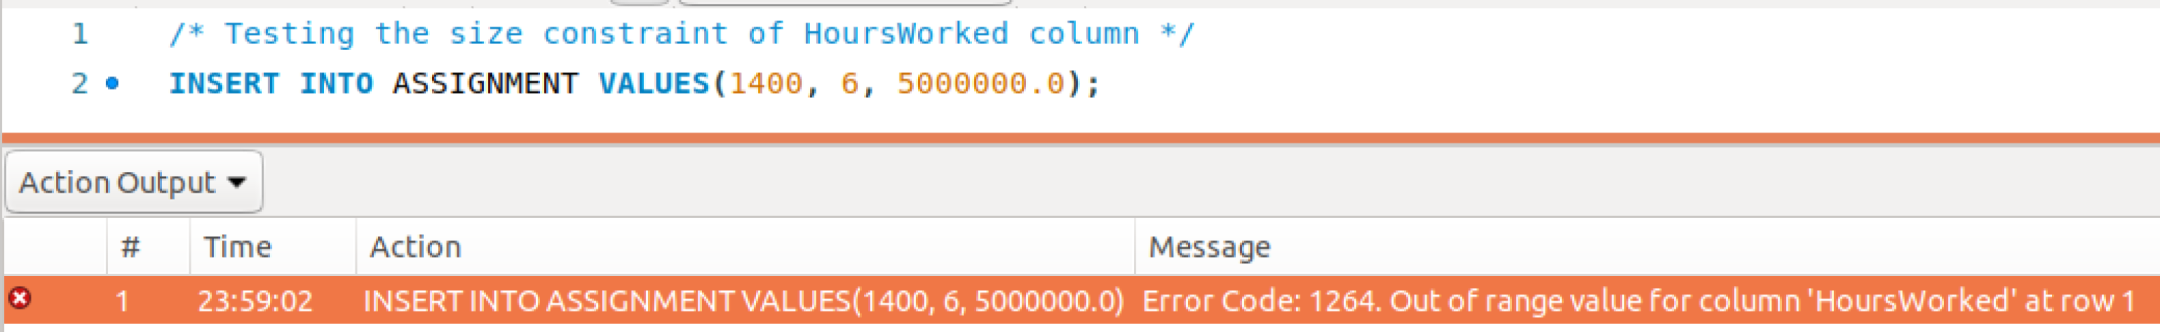 1 /* Testing the size constraint of HoursWorked column */
2 INSERT INTO ASSIGNMENT VALUES(1400, 6, 5000000.0);
Action Output
# Time Action Message
1 23:59:02 INSERT INTO ASSIGNMENT VALUES(1400, 6, 5000000.0) Error Code: 1264. Out of range value for column 'HoursWorked' at row 1